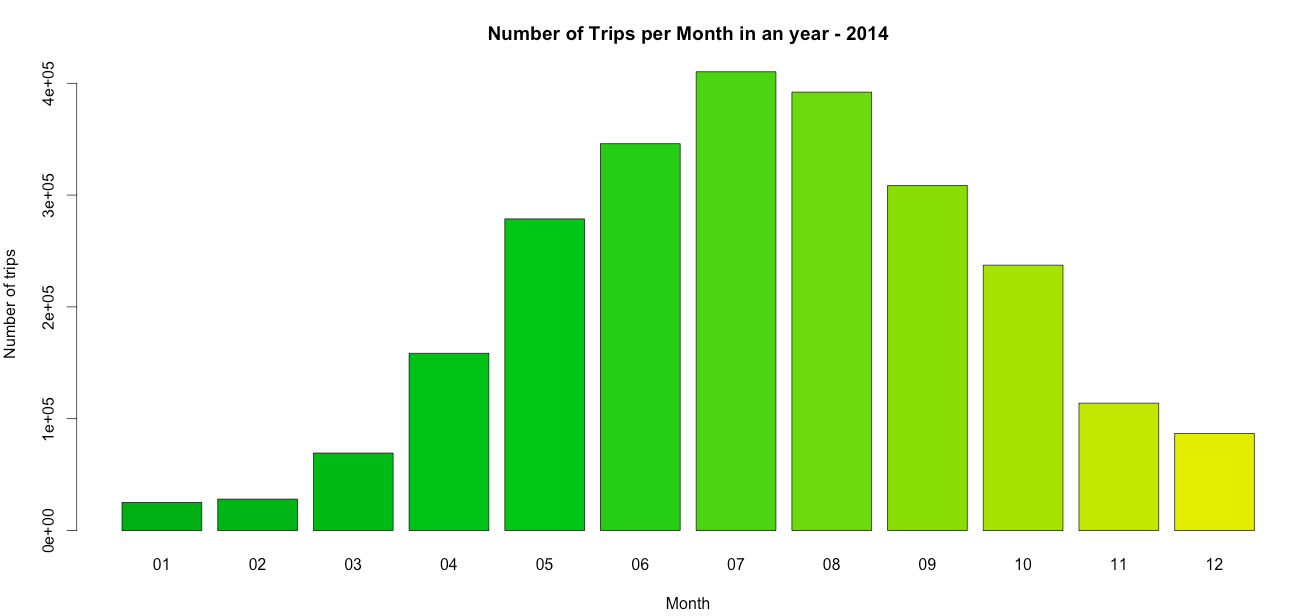 Number of Trips per Month in an year - 2014
Number of trips
4e+05
3e+05
2e+05
1e+05
0e+00
01 02 03 04 05 06 07 08 09 10 11 12
Month